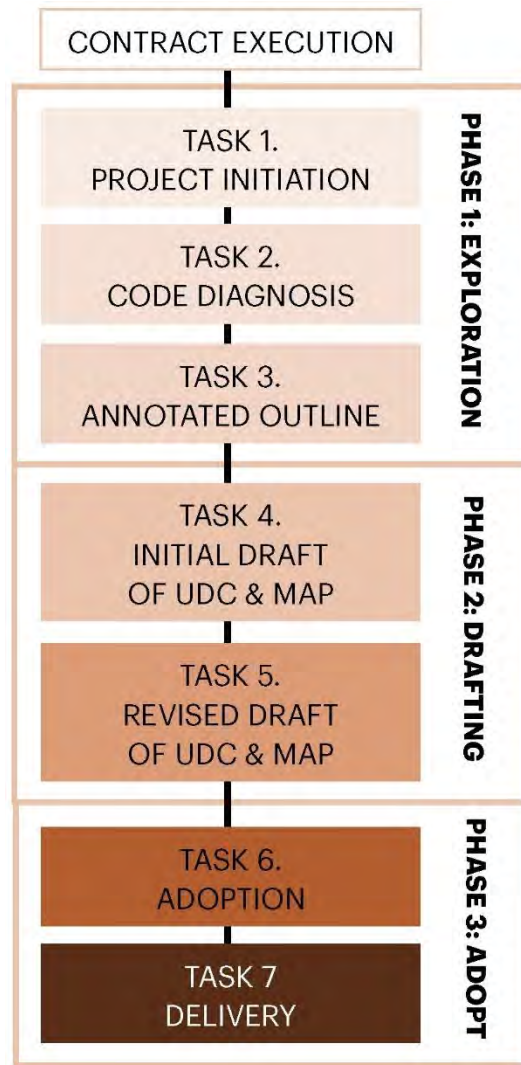 CONTRACT EXECUTION
PHASE 1: EXPLORATION
TASK 1.
PROJECT INITIATION
TASK 2.
CODE DIAGNOSIS
TASK 3.
ANNOTATED OUTLINE
PHASE 2: DRAFTING
TASK 4.
INITIAL DRAFT
OF UDC & MAP
TASK 5.
REVISED DRAFT
OF UDC & MAP
PHASE 3: ADOPT
TASK 6.
ADOPTION
TASK 7
DELIVERY